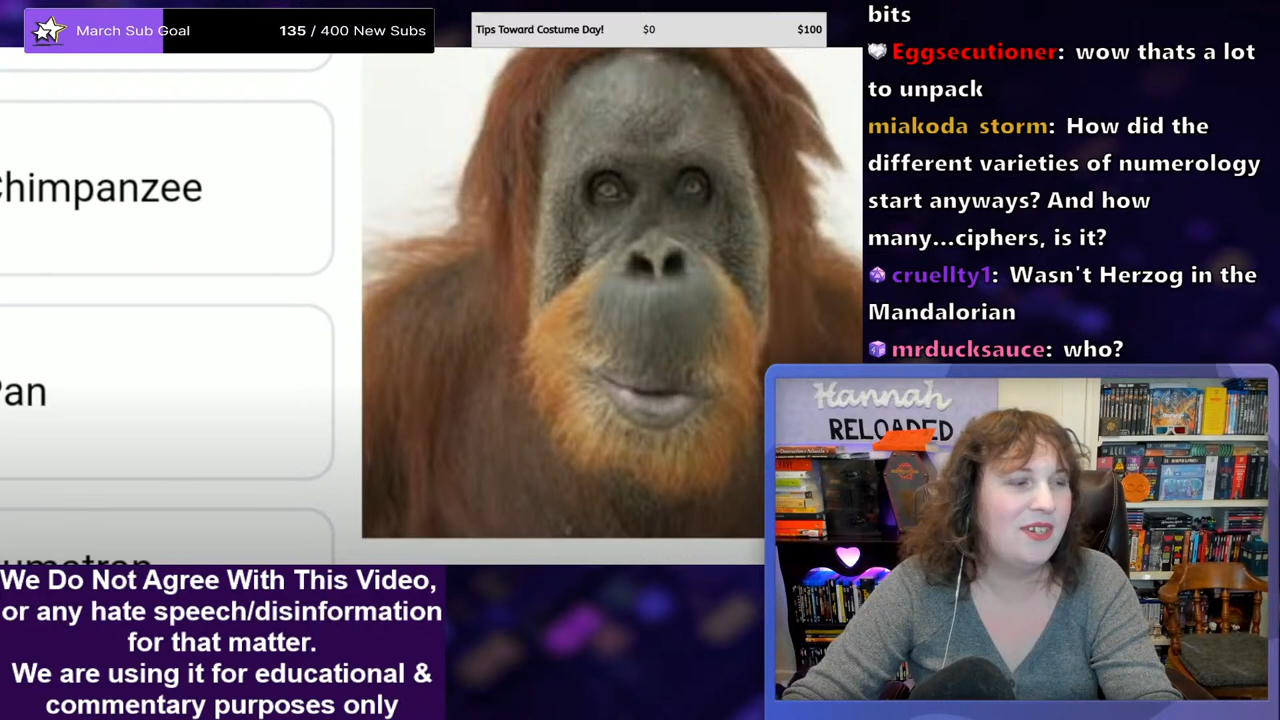 March Sub Goal 135 / 400 New Subs
Tips Toward Costume Day! $0 $100
Chimpanzee
Pan
bits
Eggsecutioner: wow thats a lot
to unpack
miakoda storm: How did the
different varieties of numerology
start anyways? And how
many...ciphers, is it?
cruellty1: Wasn't Herzog in the
Mandalorian
mrducksauce: who?
Hannah
RELOADED
We Do Not Agree With This Video,
or any hate speech/disinformation
for that matter.
We are using it for educational &
commentary purposes only